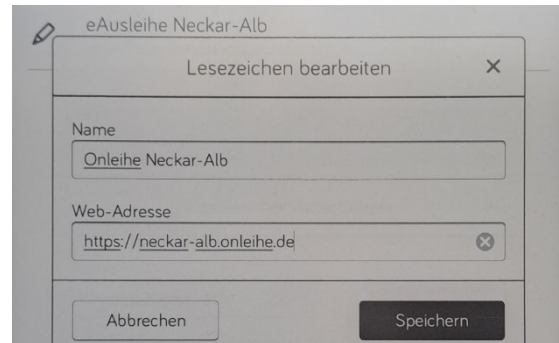 eAusleihe Neckar-Alb
Lesezeichen bearbeiten
Name
Onleihe Neckar-Alb
Web-Adresse
https://neckar-alb.onleihe.de
Abbrechen
Speichern